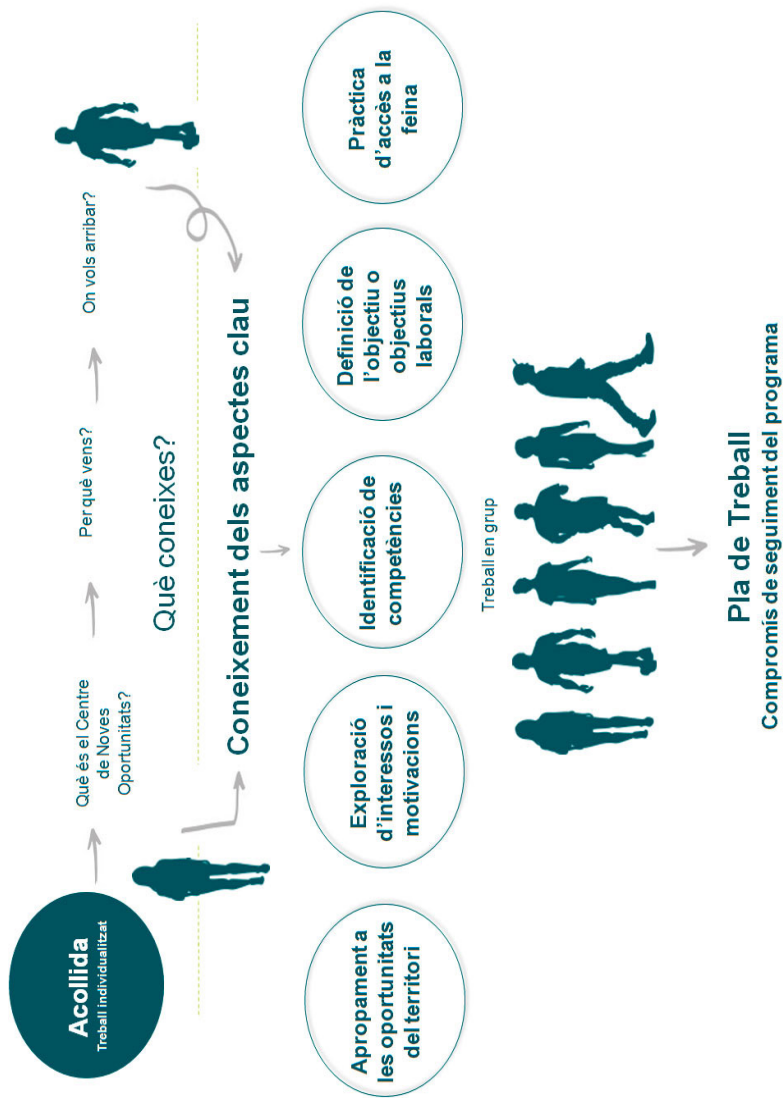 Acollida
Treball individualitzat
Què és el Centre
de Noves
Oportunitats?
Per què vens?
On vols arribar?
Què coneixes?
Coneixement dels aspectes clau
Apropament a
les oportunitats
del territori
Exploració
d'interessos i
motivacions
Identificació de
competències
Definició de
l'objectiu o
objectius
laborals
Pràctica
d'accès a la
feina
Treball en grup
Pla de Treball
Compromís de seguiment del programa